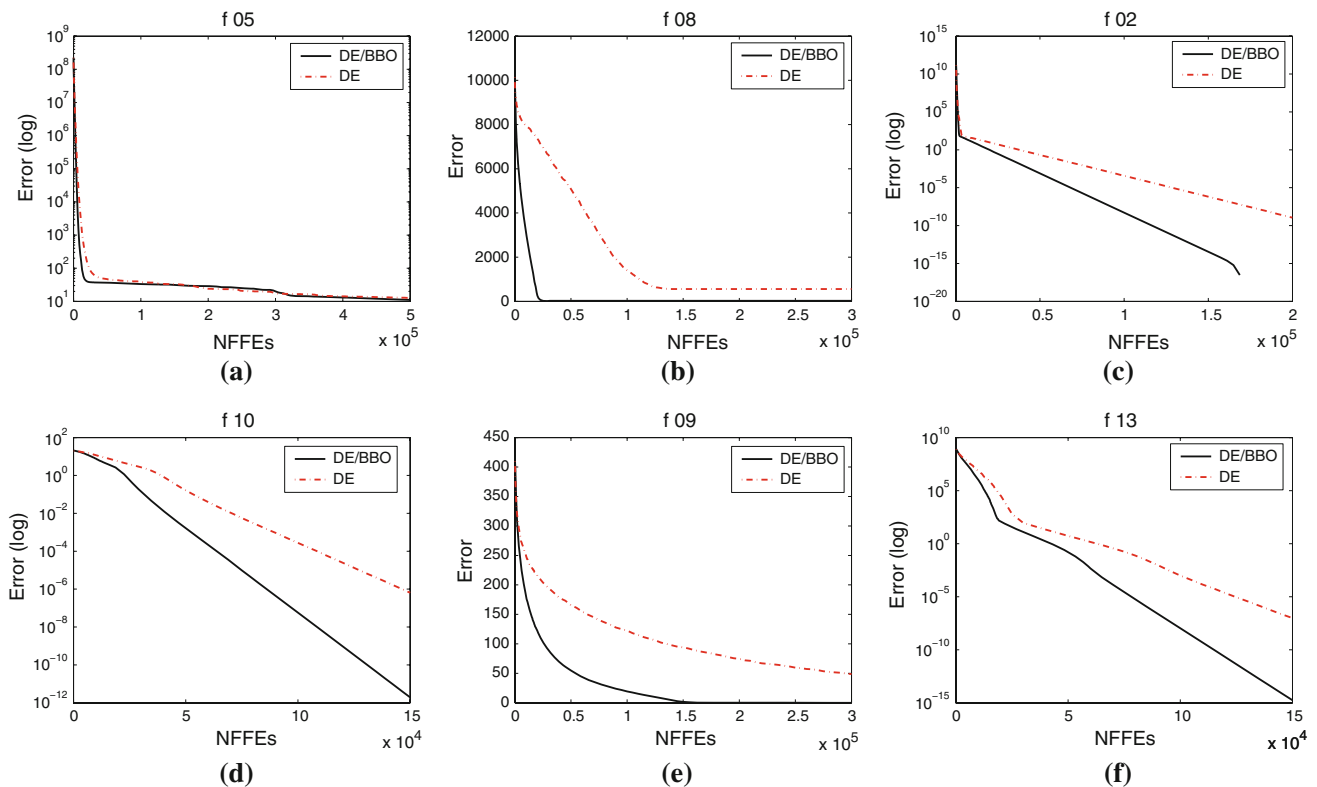 f 05
10^9
10^8
10^7
10^6
10^5
10^4
10^3
10^2
10^1
Error (log)
DE/BBO
DE
0
1
2
3
4
5
NFFEs
x 10^5
(a)
f 08
12000
10000
8000
6000
4000
2000
0
Error
DE/BBO
DE
0
0.5
1
1.5
2
2.5
3
NFFEs
x 10^5
(b)
f 02
10^15
10^10
10^5
10^0
10^−5
10^−10
10^−15
10^−20
Error (log)
DE/BBO
DE
0
0.5
1
1.5
2
NFFEs
x 10^5
(c)
f 10
10^2
10^0
10^−2
10^−4
10^−6
10^−8
10^−10
10^−12
Error (log)
DE/BBO
DE
0
5
10
15
NFFEs
x 10^4
(d)
f 09
450
400
350
300
250
200
150
100
50
0
Error
DE/BBO
DE
0
0.5
1
1.5
2
2.5
3
NFFEs
x 10^5
(e)
f 13
10^10
10^5
10^0
10^−5
10^−10
10^−15
Error (log)
DE/BBO
DE
0
5
10
15
NFFEs
x 10^4
(f)